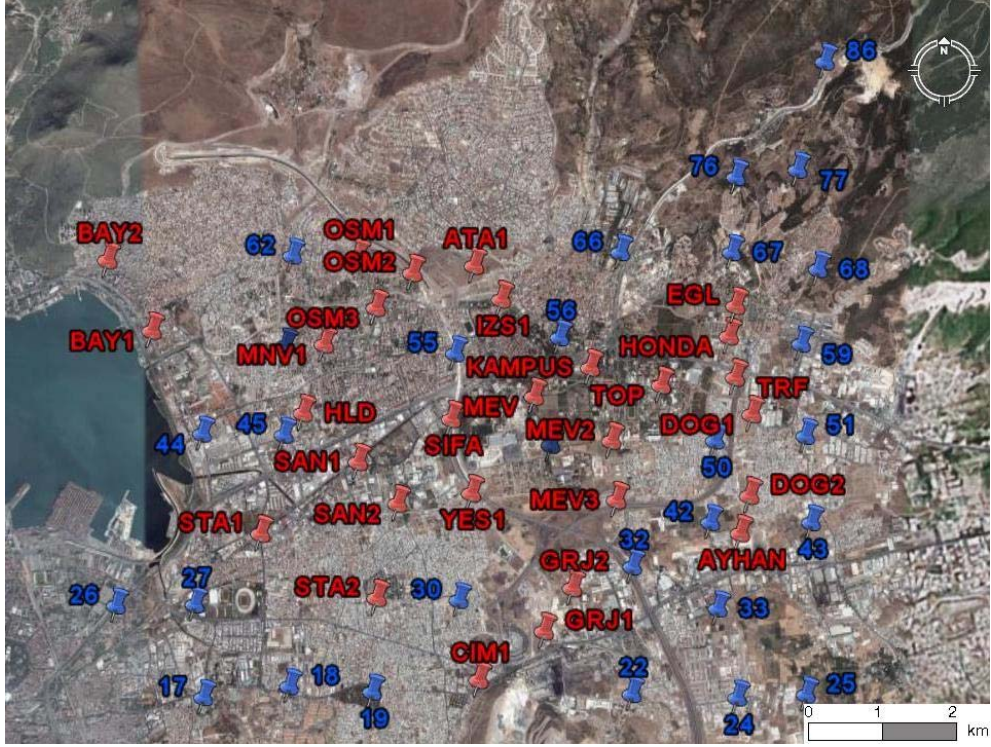 86
N
76
77
BAY2
62
OSM1
OSM2
ATA1
66
67
68
EGL
BAY1
MNV1
OSM3
55
IZS1
56
HONDA
59
KAMPUS
TOP
TRF
44
45
HLD
MEV
SIFA
MEV2
DOG1
50
51
SAN1
SAN2
YES1
MEV3
DOG2
STA1
42
AYHAN
43
26
27
STA2
30
GRJ2
32
33
GRJ1
CIM1
17
18
19
22
24
25
0 1 2
km